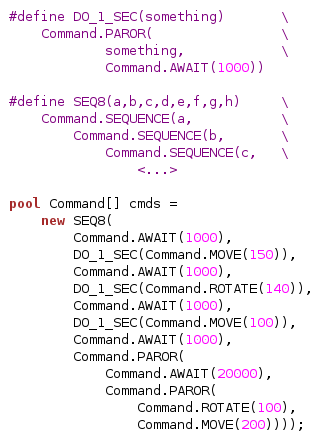 #define DO_1_SEC(something)       \
    Command.PAROR(                \
            something,            \
            Command.AWAIT(1000))

#define SEQ8(a,b,c,d,e,f,g,h)     \
    Command.SEQUENCE(a,           \
        Command.SEQUENCE(b,       \
            Command.SEQUENCE(c,   \
                <...>

pool Command[] cmds =
    new SEQ8(
        Command.AWAIT(1000),
        DO_1_SEC(Command.MOVE(150)),
        Command.AWAIT(1000),
        DO_1_SEC(Command.ROTATE(140)),
        Command.AWAIT(1000),
        DO_1_SEC(Command.MOVE(100)),
        Command.AWAIT(1000),
        Command.PAROR(
            Command.AWAIT(20000),
            Command.PAROR(
                Command.ROTATE(100),
                Command.MOVE(200))));